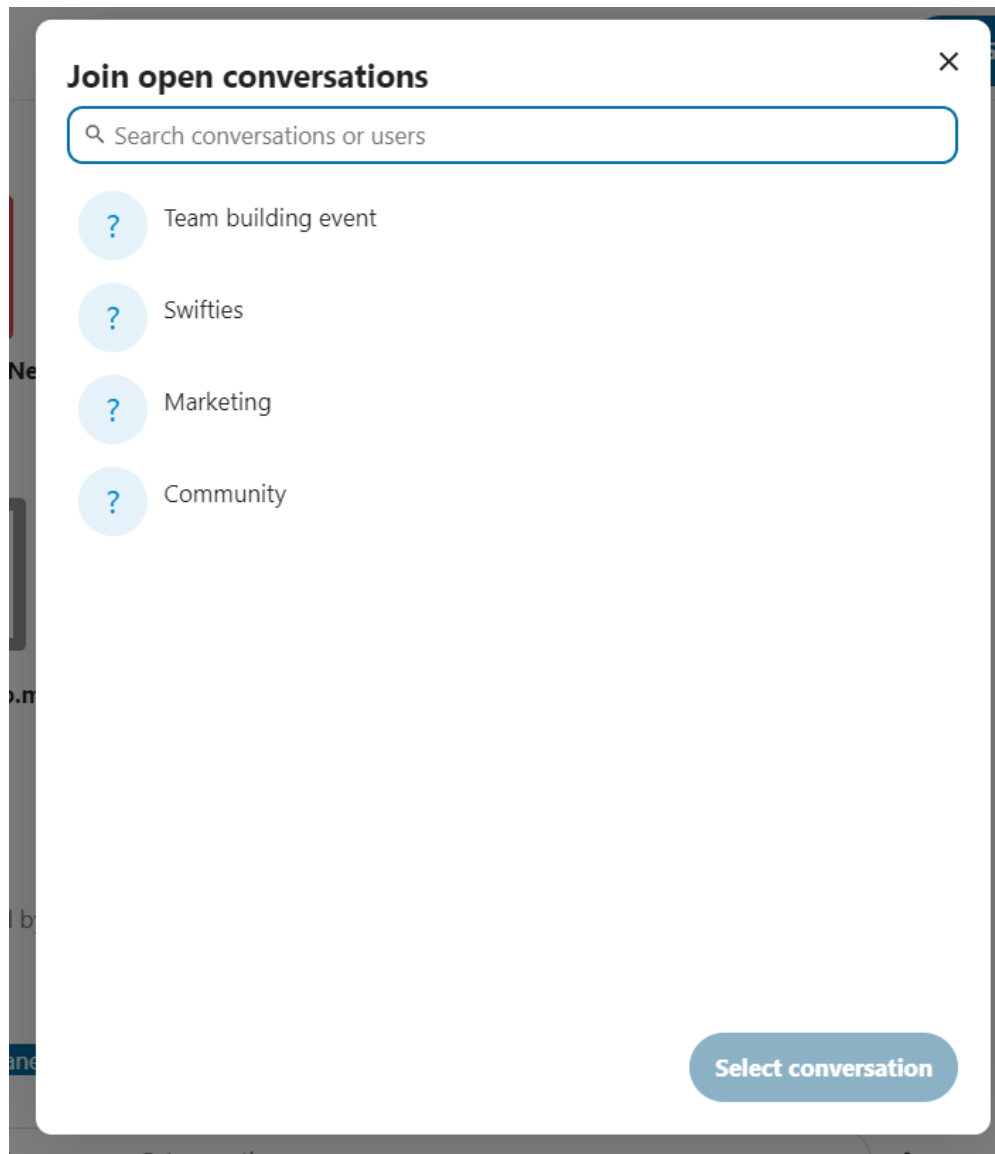 Join open conversations
Search conversations or users
? Team building event
? Swifties
? Marketing
? Community
Select conversation